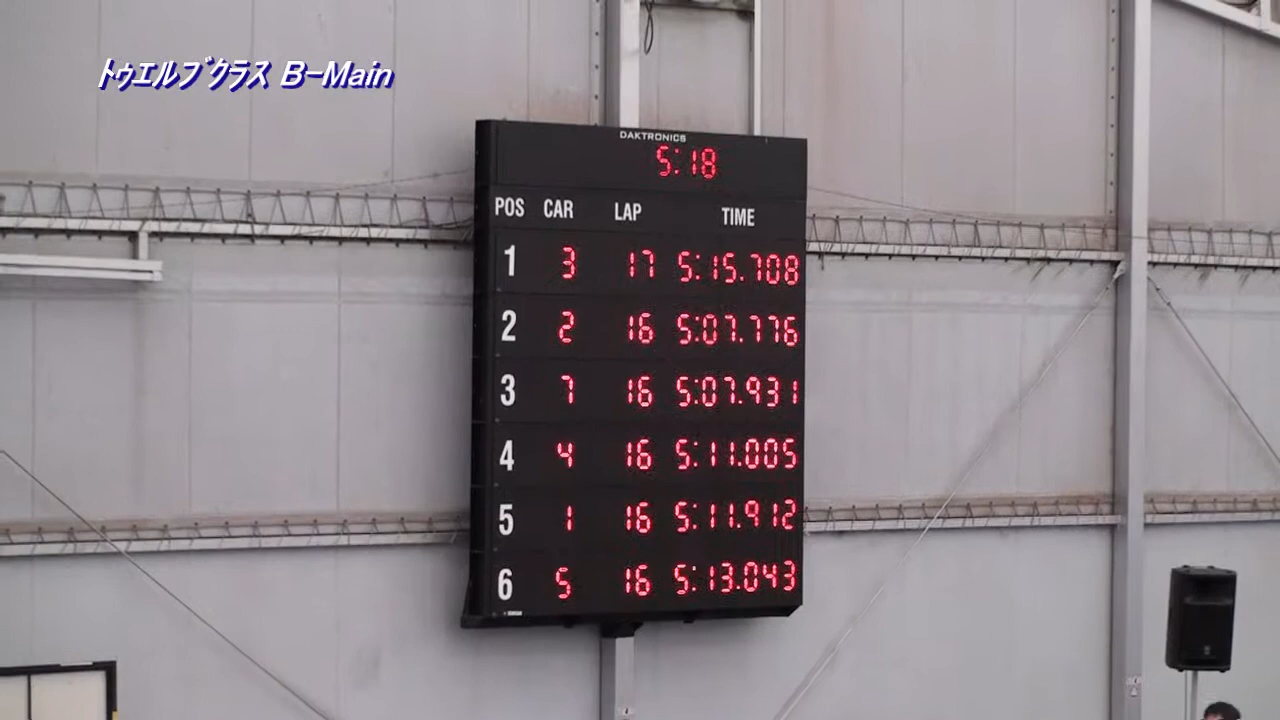 ﾄｩｴﾙﾌﾞｸﾗｽ B-Main
DAKTRONICS
5:18
POS CAR LAP TIME
1 3 17 5:15.708
2 2 16 5:07.776
3 7 16 5:07.931
4 4 16 5:11.005
5 1 16 5:11.912
6 5 16 5:13.043